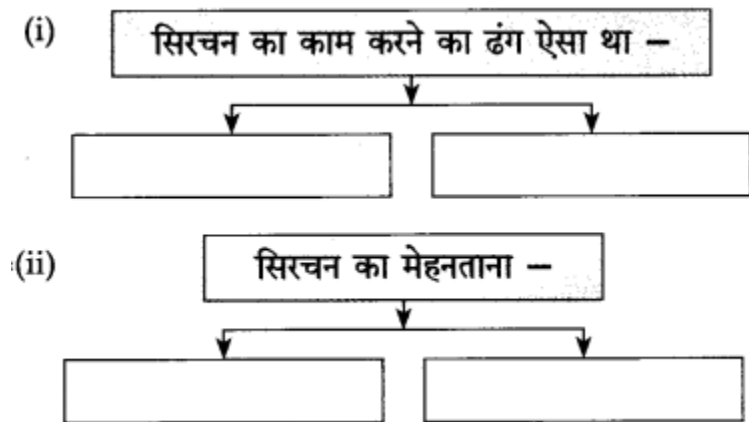 (i) सिरचन का काम करने का ढंग ऐसा था –
(ii) सिरचन का मेहनताना –